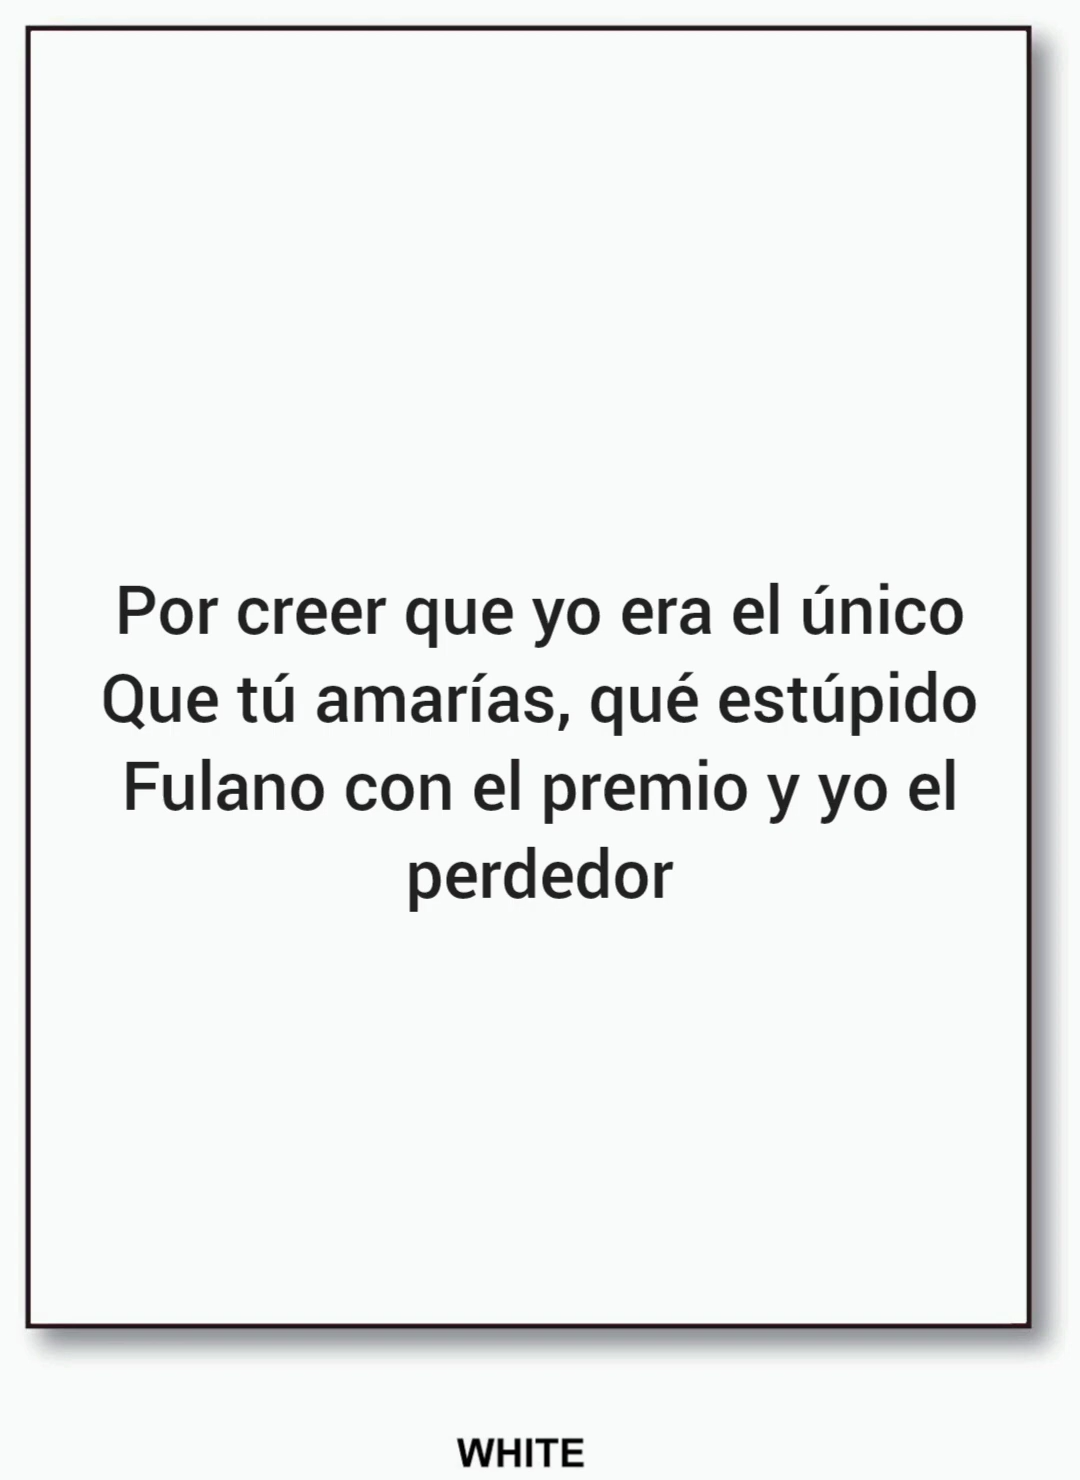 Por creer que yo era el único
Que tú amarías, qué estúpido
Fulano con el premio y yo el
perdedor
WHITE